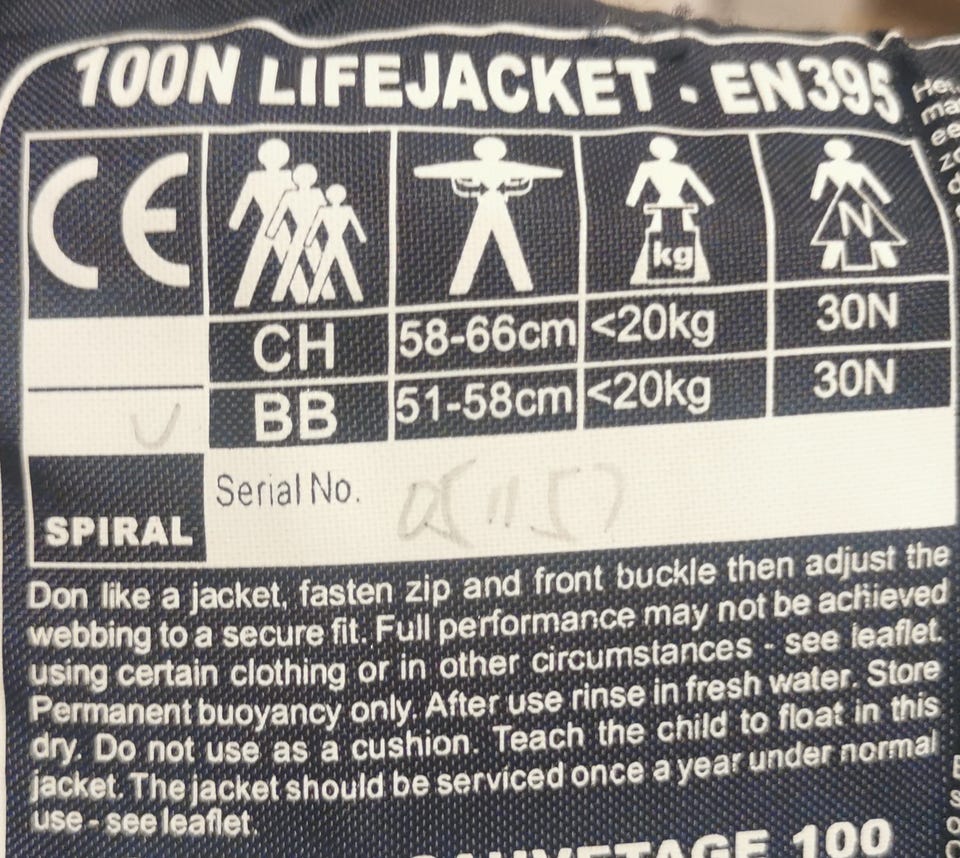 100N LIFEJACKET · EN395
CE
kg
N
CH 58-66cm <20kg 30N
BB 51-58cm <20kg 30N
Serial No.
SPIRAL
Don like a jacket, fasten zip and front buckle then adjust the
webbing to a secure fit. Full performance may not be achieved
using certain clothing or in other circumstances - see leaflet.
Permanent buoyancy only. After use rinse in fresh water. Store
dry. Do not use as a cushion. Teach the child to float in this
jacket. The jacket should be serviced once a year under normal
use - see leaflet.
100